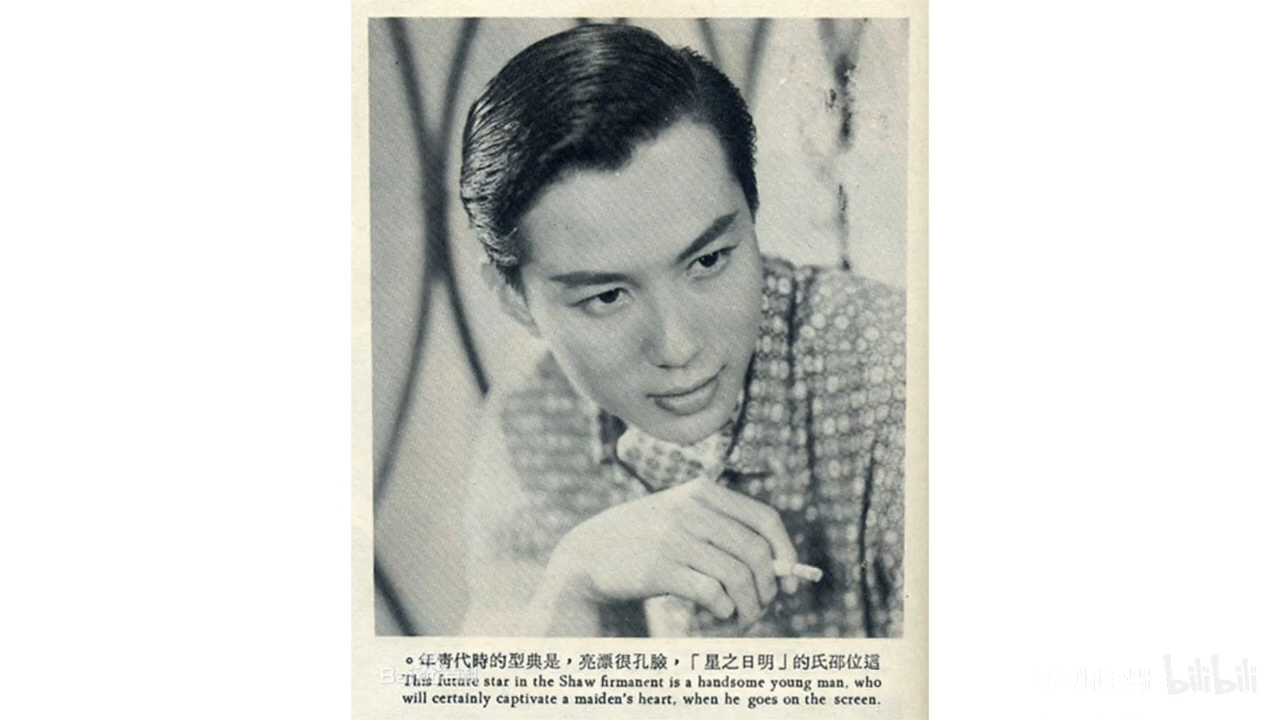 這位邵氏的「明日之星」，臉孔很漂亮，是典型的時代靑年。
This future star in the Shaw firmanent is a handsome young man, who
will certainly captivate a maiden's heart, when he goes on the screen.
bilibili